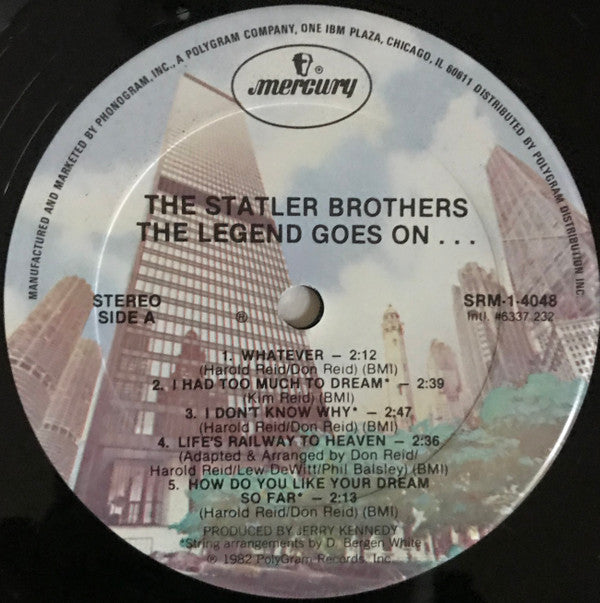 MANUFACTURED AND MARKETED BY PHONOGRAM, INC., A POLYGRAM COMPANY, ONE IBM PLAZA, CHICAGO, IL 60611 DISTRIBUTED BY POLYGRAM DISTRIBUTION INC.
®
mercury
THE STATLER BROTHERS
THE LEGEND GOES ON . . .
STEREO
SIDE A
℗
SRM-1-4048
Intl. #6337 232
1. WHATEVER – 2:12
(Harold Reid/Don Reid) (BMI)
2. I HAD TOO MUCH TO DREAM* – 2:39
(Kim Reid) (BMI)
3. I DON'T KNOW WHY* – 2:47
(Harold Reid/Don Reid) (BMI)
4. LIFE'S RAILWAY TO HEAVEN – 2:36
(Adapted & Arranged by Don Reid/
Harold Reid/Lew DeWitt/Phil Balsley) (BMI)
5. HOW DO YOU LIKE YOUR DREAM
SO FAR* – 2:13
(Harold Reid/Don Reid) (BMI)
PRODUCED BY JERRY KENNEDY
*String arrangements by D. Bergen White
℗ 1982 PolyGram Records, Inc.